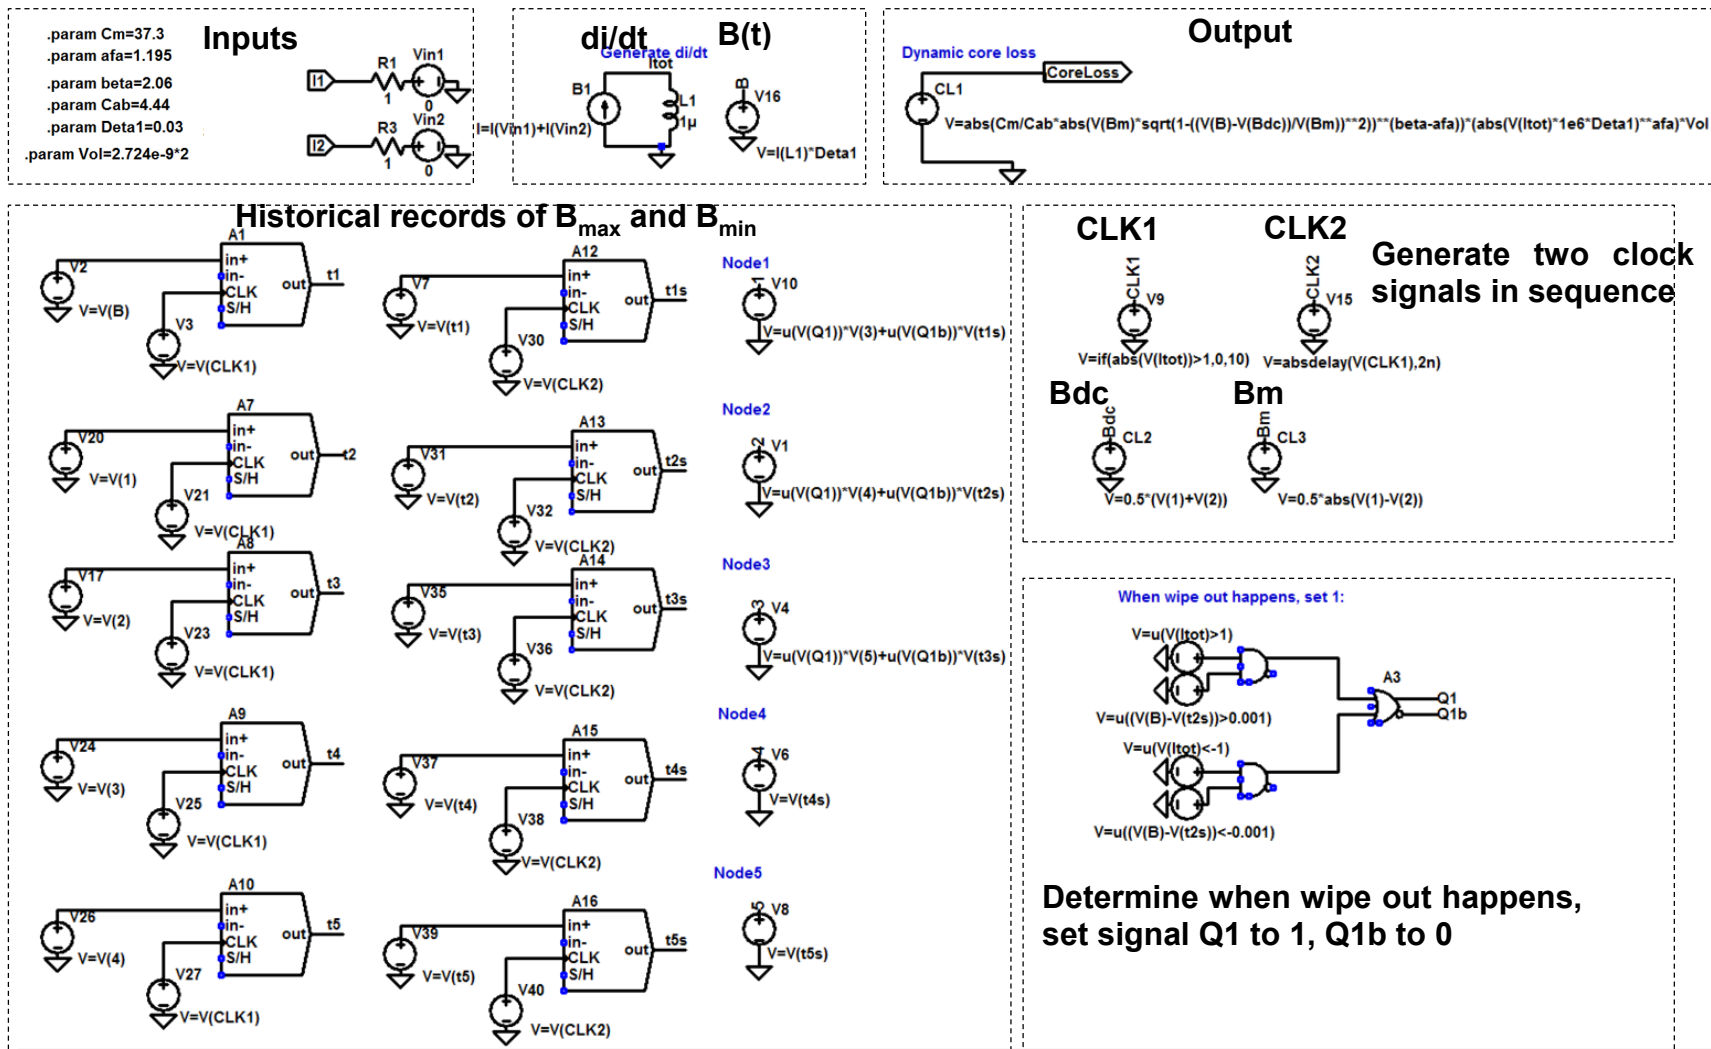 Inputs
.param Cm=37.3
.param afa=1.195
.param beta=2.06
.param Cab=4.44
.param Deta1=0.03
.param Vol=2.724e-9*2
I1
R1
1
Vin1
0
I2
R3
1
Vin2
0
di/dt
B(t)
Generate di/dt
Itot
B1
I=I(Vin1)+I(Vin2)
L1
1µ
B
V16
V=I(L1)*Deta1
Output
Dynamic core loss
CoreLoss
CL1
V=abs(Cm/Cab*abs(V(Bm)*sqrt(1-((V(B)-V(Bdc))/V(Bm))**2))**(beta-afa))*(abs(V(Itot)*1e6*Deta1)**afa)*Vol
Historical records of Bmax and Bmin
A1
V2
in+
in-
CLK
S/H
out
t1
V=V(B)
V3
V=V(CLK1)
A12
V7
in+
in-
CLK
S/H
out
t1s
V=V(t1)
V30
V=V(CLK2)
Node1
1
V10
V=u(V(Q1))*V(3)+u(V(Q1b))*V(t1s)
A7
V20
in+
in-
CLK
S/H
out
t2
V=V(1)
V21
V=V(CLK1)
A13
V31
in+
in-
CLK
S/H
out
t2s
V=V(t2)
V32
V=V(CLK2)
Node2
2
V1
V=u(V(Q1))*V(4)+u(V(Q1b))*V(t2s)
A8
V17
in+
in-
CLK
S/H
out
t3
V=V(2)
V23
V=V(CLK1)
A14
V35
in+
in-
CLK
S/H
out
t3s
V=V(t3)
V36
V=V(CLK2)
Node3
3
V4
V=u(V(Q1))*V(5)+u(V(Q1b))*V(t3s)
A9
V24
in+
in-
CLK
S/H
out
t4
V=V(3)
V25
V=V(CLK1)
A15
V37
in+
in-
CLK
S/H
out
t4s
V=V(t4)
V38
V=V(CLK2)
Node4
4
V6
V=V(t4s)
A10
V26
in+
in-
CLK
S/H
out
t5
V=V(4)
V27
V=V(CLK1)
A16
V39
in+
in-
CLK
S/H
out
t5s
V=V(t5)
V40
V=V(CLK2)
Node5
5
V8
V=V(t5s)
CLK1
CLK2
Generate two clock
signals in sequence
CLK1
V9
V=if(abs(V(Itot))>1,0,10)
CLK2
V15
V=absdelay(V(CLK1),2n)
Bdc
Bm
Bdc
CL2
V=0.5*(V(1)+V(2))
Bm
CL3
V=0.5*abs(V(1)-V(2))
When wipe out happens, set 1:
V=u(V(Itot)>1)
V=u((V(B)-V(t2s))>0.001)
V=u(V(Itot)<-1)
V=u((V(B)-V(t2s))<-0.001)
A3
Q1
Q1b
Determine when wipe out happens,
set signal Q1 to 1, Q1b to 0